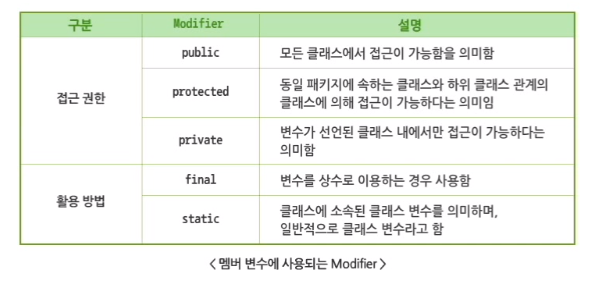 구분 Modifier 설명
접근 권한
public 모든 클래스에서 접근이 가능함을 의미함
protected 동일 패키지에 속하는 클래스와 하위 클래스 관계의
클래스에 의해 접근이 가능하다는 의미임
private 변수가 선언된 클래스 내에서만 접근이 가능하다는
의미함
활용 방법
final 변수를 상수로 이용하는 경우 사용함
static 클래스에 소속된 클래스 변수를 의미하며,
일반적으로 클래스 변수라고 함
< 멤버 변수에 사용되는 Modifier >